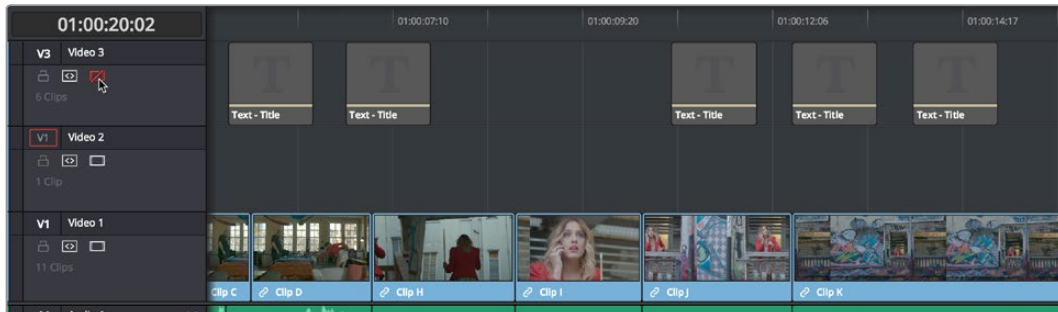 01:00:20:02
01:00:07:10 01:00:09:20 01:00:12:06 01:00:14:17
V3 Video 3
6 Clips
T T T T T
Text - Title Text - Title Text - Title Text - Title Text - Title
V1 Video 2
1 Clip
V1 Video 1
11 Clips
Clip C Clip D Clip H Clip I Clip J Clip K